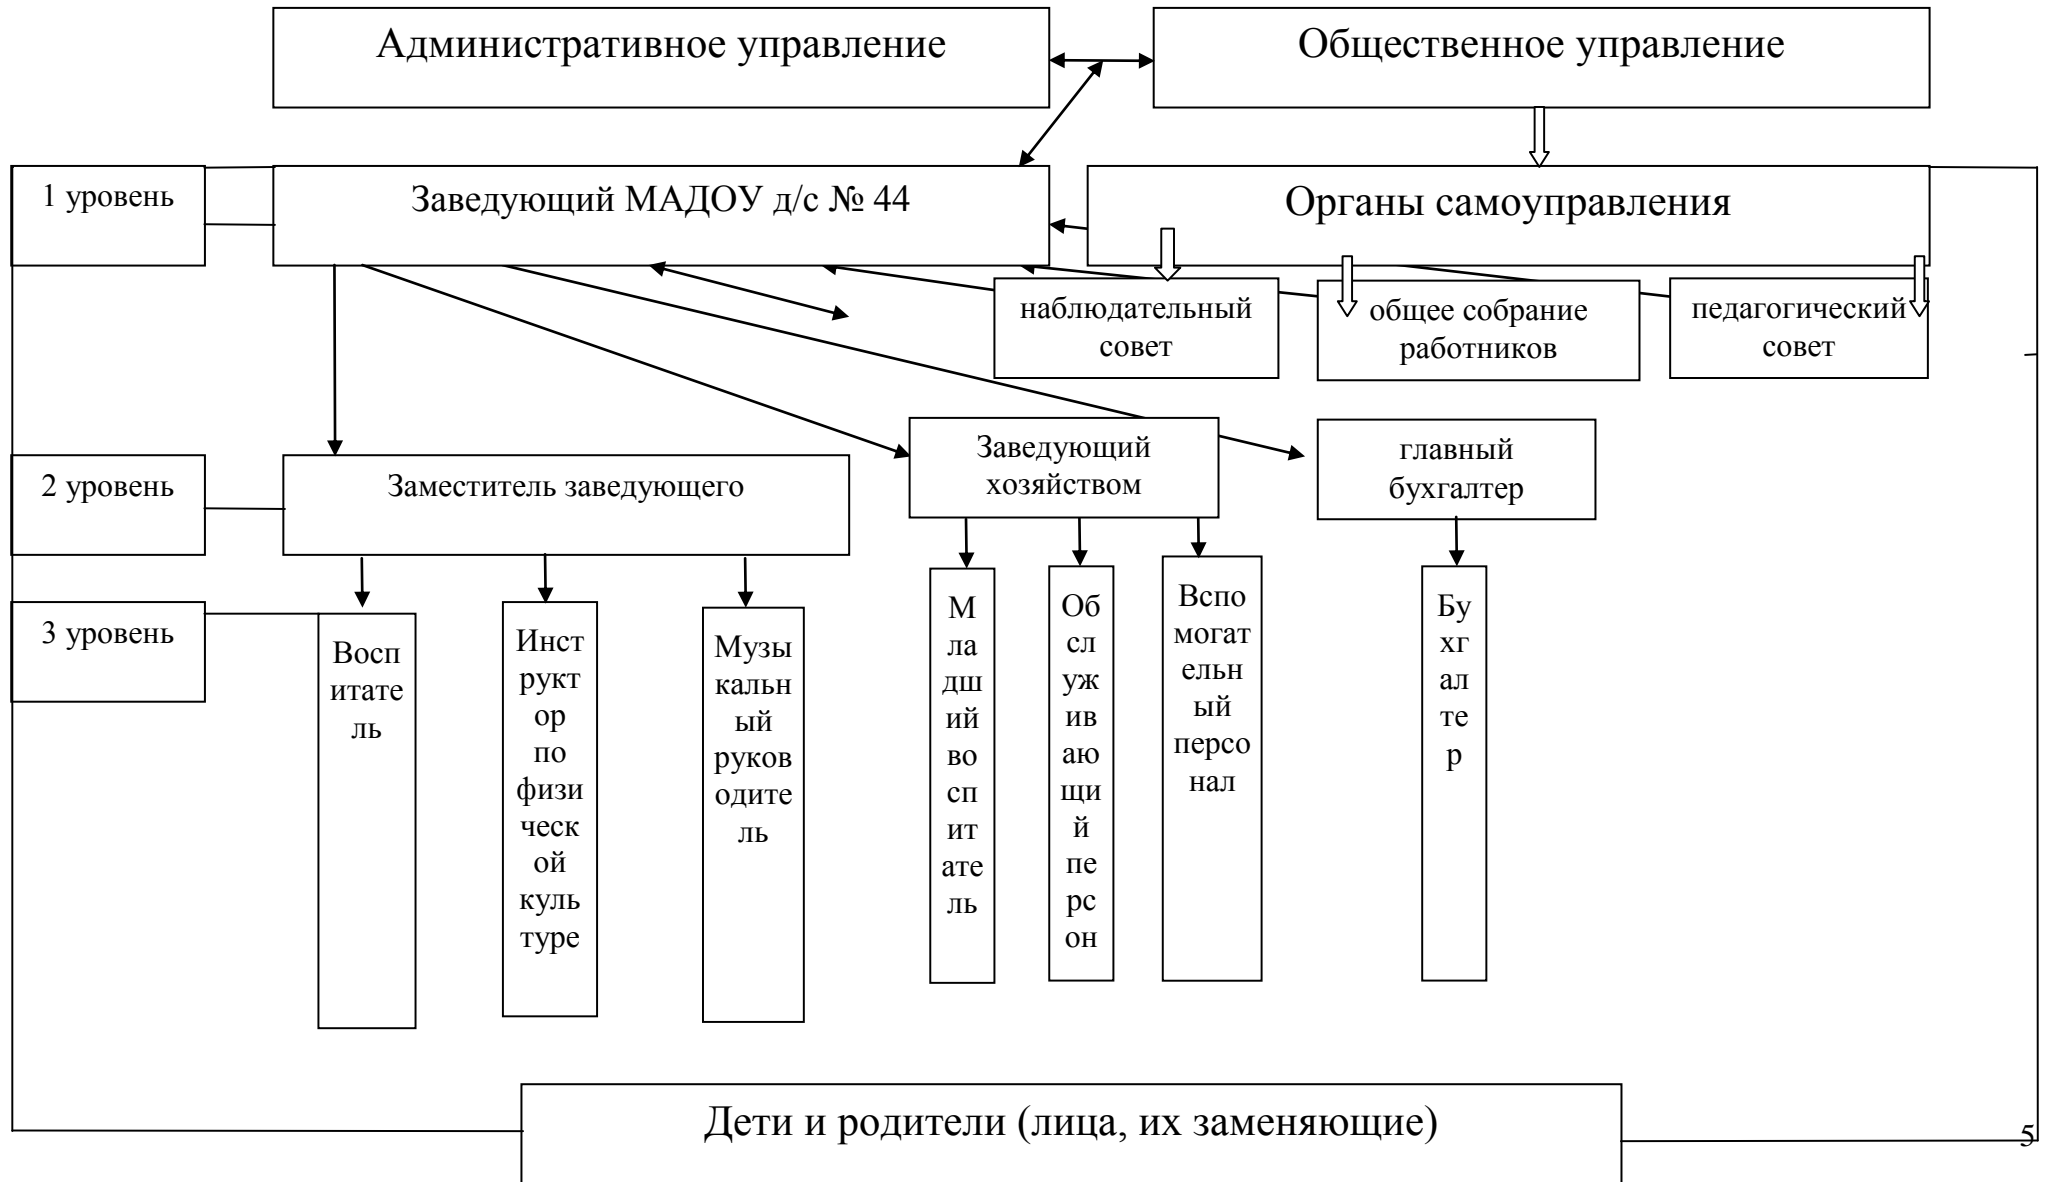 Административное управление
Общественное управление
1 уровень
Заведующий МАДОУ д/с № 44
Органы самоуправления
наблюдательный
совет
общее собрание
работников
педагогический
совет
2 уровень
Заместитель заведующего
Заведующий
хозяйством
главный
бухгалтер
3 уровень
Восп
итате
ль
Инст
рукт
ор
по
физи
ческ
ой
куль
туре
Музы
кальн
ый
руков
одите
ль
М
ла
дш
ий
во
сп
ит
ате
ль
Об
сл
уж
ив
аю
щи
й
пе
рс
он
Вспо
могат
ельн
ый
персо
нал
Бу
хг
ал
те
р
Дети и родители (лица, их заменяющие)
5